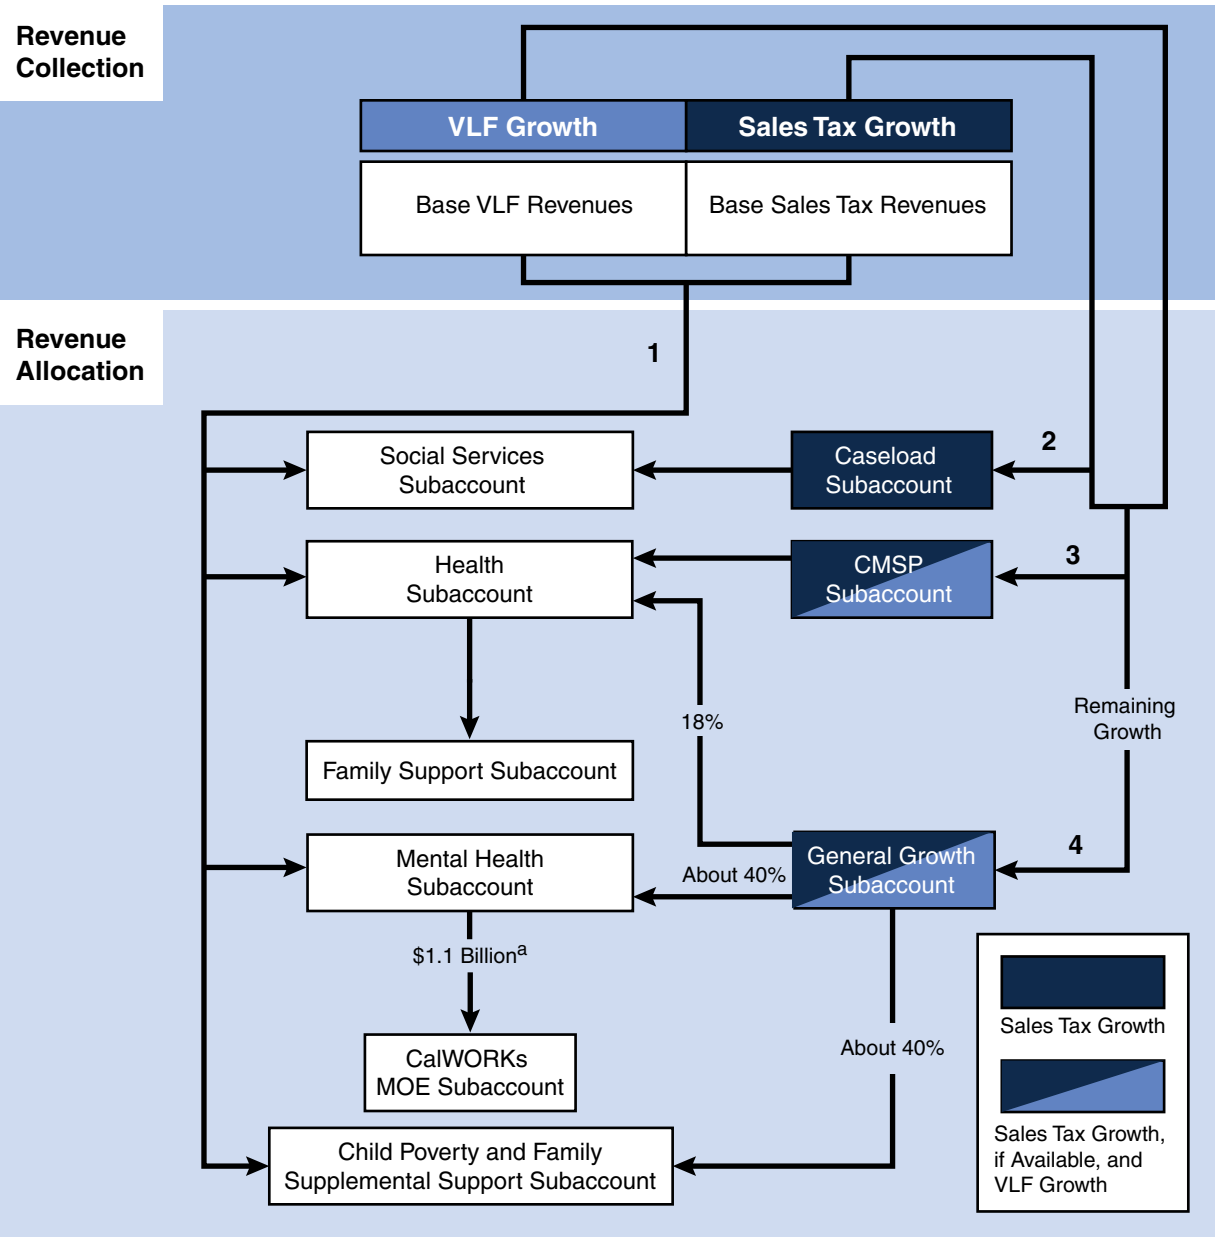 Revenue
Collection
VLF Growth
Sales Tax Growth
Base VLF Revenues
Base Sales Tax Revenues
Revenue
Allocation
1
Social Services
Subaccount
Caseload
Subaccount
2
Health
Subaccount
CMSP
Subaccount
3
18%
Remaining
Growth
Family Support Subaccount
Mental Health
Subaccount
About 40%
General Growth
Subaccount
4
$1.1 Billionᵃ
About 40%
CalWORKs
MOE Subaccount
Child Poverty and Family
Supplemental Support Subaccount
Sales Tax Growth
Sales Tax Growth,
if Available, and
VLF Growth